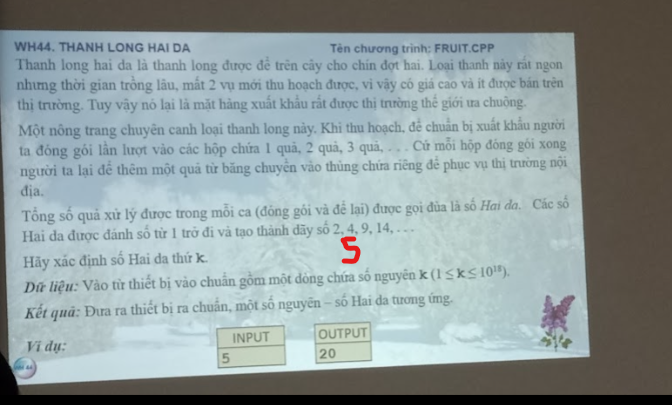 WH44. THANH LONG HAI DA Tên chương trình: FRUIT.CPP
Thanh long hai da là thanh long được để trên cây cho chín đợt hai. Loại thanh này rất ngon
nhưng thời gian trồng lâu, mất 2 vụ mới thu hoạch được, vì vậy có giá cao và ít được bán trên
thị trường. Tuy vậy nó lại là mặt hàng xuất khẩu rất được thị trường thế giới ưa chuộng.
Một nông trang chuyên canh loại thanh long này. Khi thu hoạch, để chuẩn bị xuất khẩu người
ta đóng gói lần lượt vào các hộp chứa 1 quả, 2 quả, 3 quả, . . . Cứ mỗi hộp đóng gói xong
người ta lại để thêm một quả từ băng chuyền vào thùng chứa riêng để phục vụ thị trường nội
địa.
Tổng số quả xử lý được trong mỗi ca (đóng gói và để lại) được gọi đùa là số Hai da. Các số
Hai da được đánh số từ 1 trở đi và tạo thành dãy số 2, 4, 9, 14, . . .
5
Hãy xác định số Hai da thứ k.
Dữ liệu: Vào từ thiết bị vào chuẩn gồm một dòng chứa số nguyên k (1 ≤ k ≤ 10¹⁸).
Kết quả: Đưa ra thiết bị ra chuẩn, một số nguyên – số Hai da tương ứng.
Ví dụ:
INPUT OUTPUT
5 20